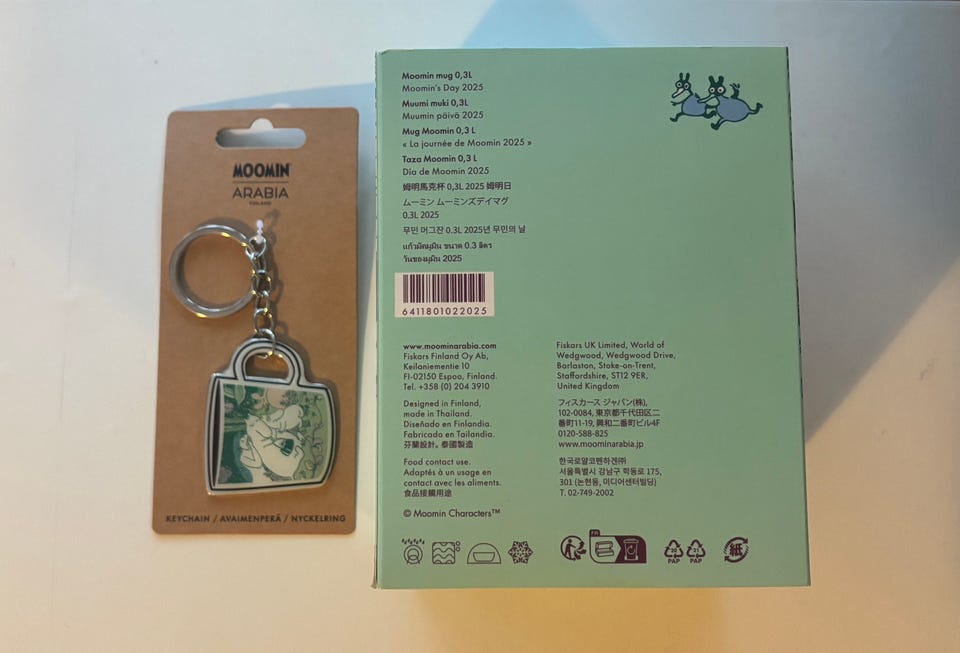 MOOMIN
ARABIA
FINLAND
KEYCHAIN / AVAIMENPERÄ / NYCKELRING
Moomin mug 0,3L
Moomin's Day 2025
Muumi muki 0,3L
Muumin päivä 2025
Mug Moomin 0,3 L
« La journée de Moomin 2025 »
Taza Moomin 0,3 L
Día de Moomin 2025
姆明馬克杯 0,3L 2025 姆明日
ムーミン ムーミンズデイマグ
0.3L 2025
무민 머그잔 0.3L 2025년 무민의 날
แก้วมัคมูมิน ขนาด 0.3 ลิตร
วันของมูมิน 2025
6411801022025
www.moominarabia.com
Fiskars Finland Oy Ab,
Keilaniementie 10
FI-02150 Espoo, Finland.
Tel. +358 (0) 204 3910
Designed in Finland,
made in Thailand.
Diseñado en Finlandia.
Fabricado en Tailandia.
芬蘭設計。泰國製造
Food contact use.
Adaptés à un usage en
contact avec les aliments.
食品接觸用途
© Moomin Characters™
Fiskars UK Limited, World of
Wedgwood, Wedgwood Drive,
Barlaston, Stoke-on-Trent,
Staffordshire, ST12 9ER,
United Kingdom
フィスカース ジャパン(株),
102-0084, 東京都千代田区二
番町11-19, 興和二番町ビル4F
0120-588-825
www.moominarabia.jp
한국로얄코펜하겐㈜
서울특별시 강남구 학동로 175,
301 (논현동, 미디어센터빌딩)
T. 02-749-2002
FR
20
PAP
21
PAP
紙